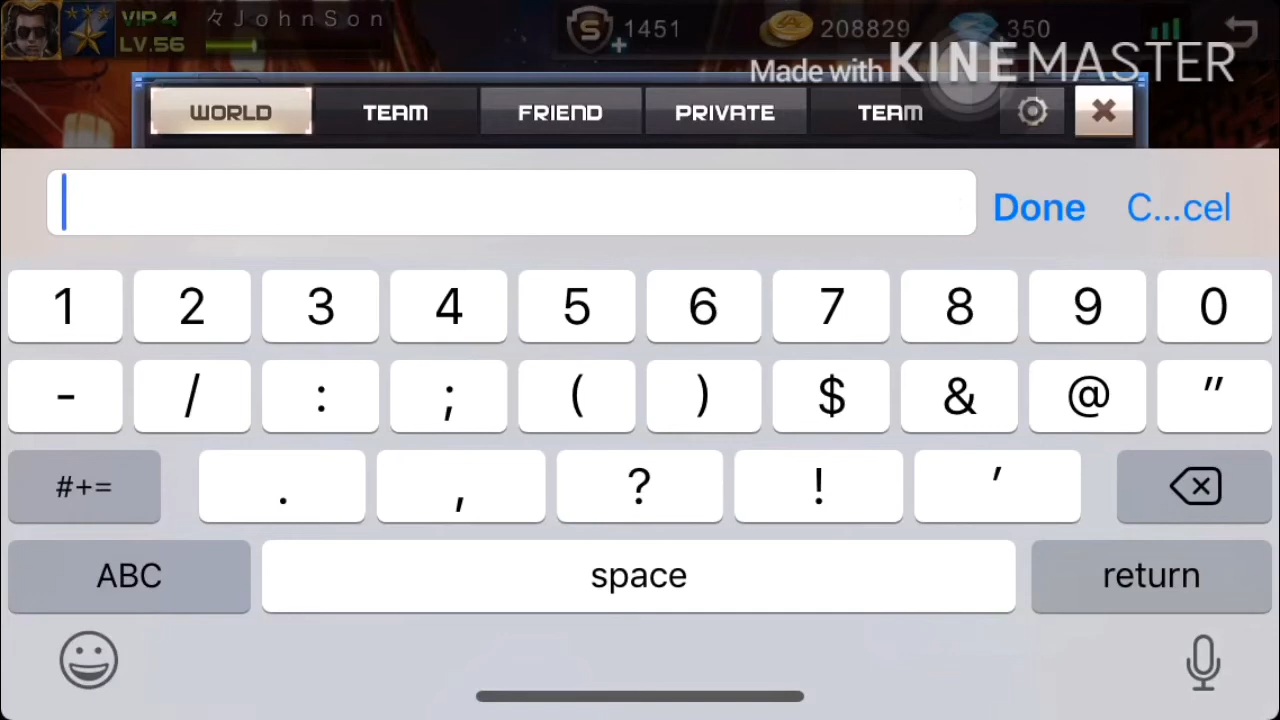 VIP 4 々JohnSon
LV.56
S 1451 208829 350
Made with KINEMASTER
WORLD TEAM FRIEND PRIVATE TEAM
Done C...cel
1 2 3 4 5 6 7 8 9 0
- / : ; ( ) $ & @ "
#+= . , ? ! '
ABC space return